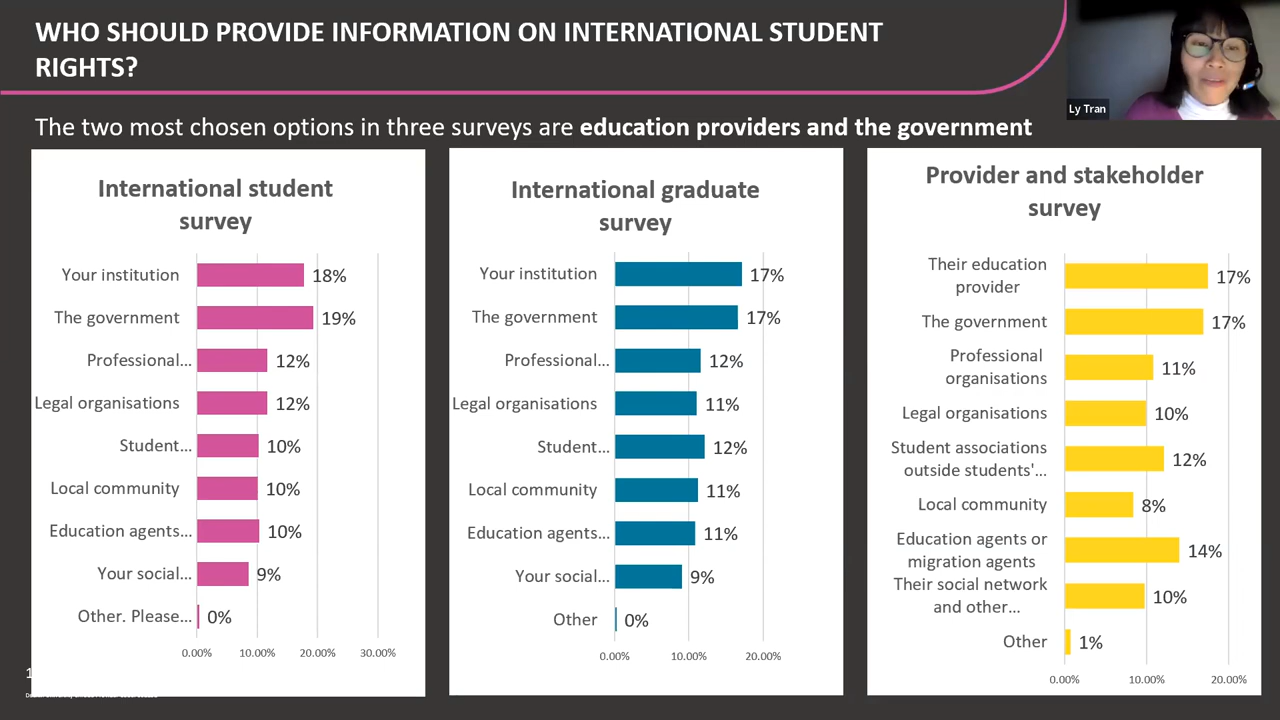 WHO SHOULD PROVIDE INFORMATION ON INTERNATIONAL STUDENT
RIGHTS?
Ly Tran
The two most chosen options in three surveys are education providers and the government
International student
survey
Your institution 18%
The government 19%
Professional... 12%
Legal organisations 12%
Student... 10%
Local community 10%
Education agents... 10%
Your social... 9%
Other. Please... 0%
0.00% 10.00% 20.00% 30.00%
International graduate
survey
Your institution 17%
The government 17%
Professional... 12%
Legal organisations 11%
Student... 12%
Local community 11%
Education agents... 11%
Your social... 9%
Other 0%
0.00% 10.00% 20.00%
Provider and stakeholder
survey
Their education
provider 17%
The government 17%
Professional
organisations 11%
Legal organisations 10%
Student associations
outside students'... 12%
Local community 8%
Education agents or
migration agents 14%
Their social network
and other... 10%
Other 1%
0.00% 10.00% 20.00%
1